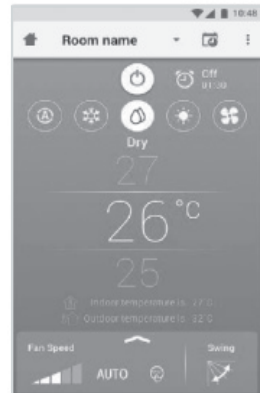 10:48
Room name
Off
01:00
A
Dry
27
26°C
25
Indoor temperature is 27°C
Outdoor temperature is 32°C
Fan Speed
Swing
AUTO